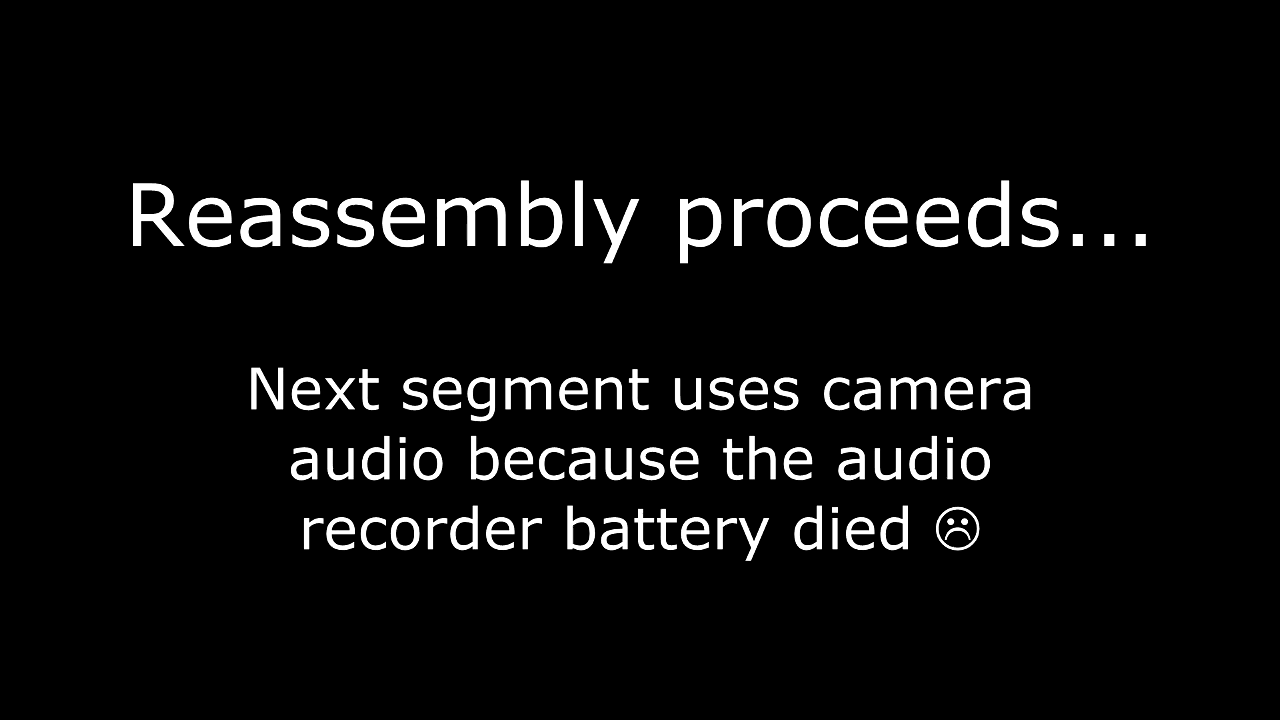 Reassembly proceeds...
Next segment uses camera
audio because the audio
recorder battery died ☹